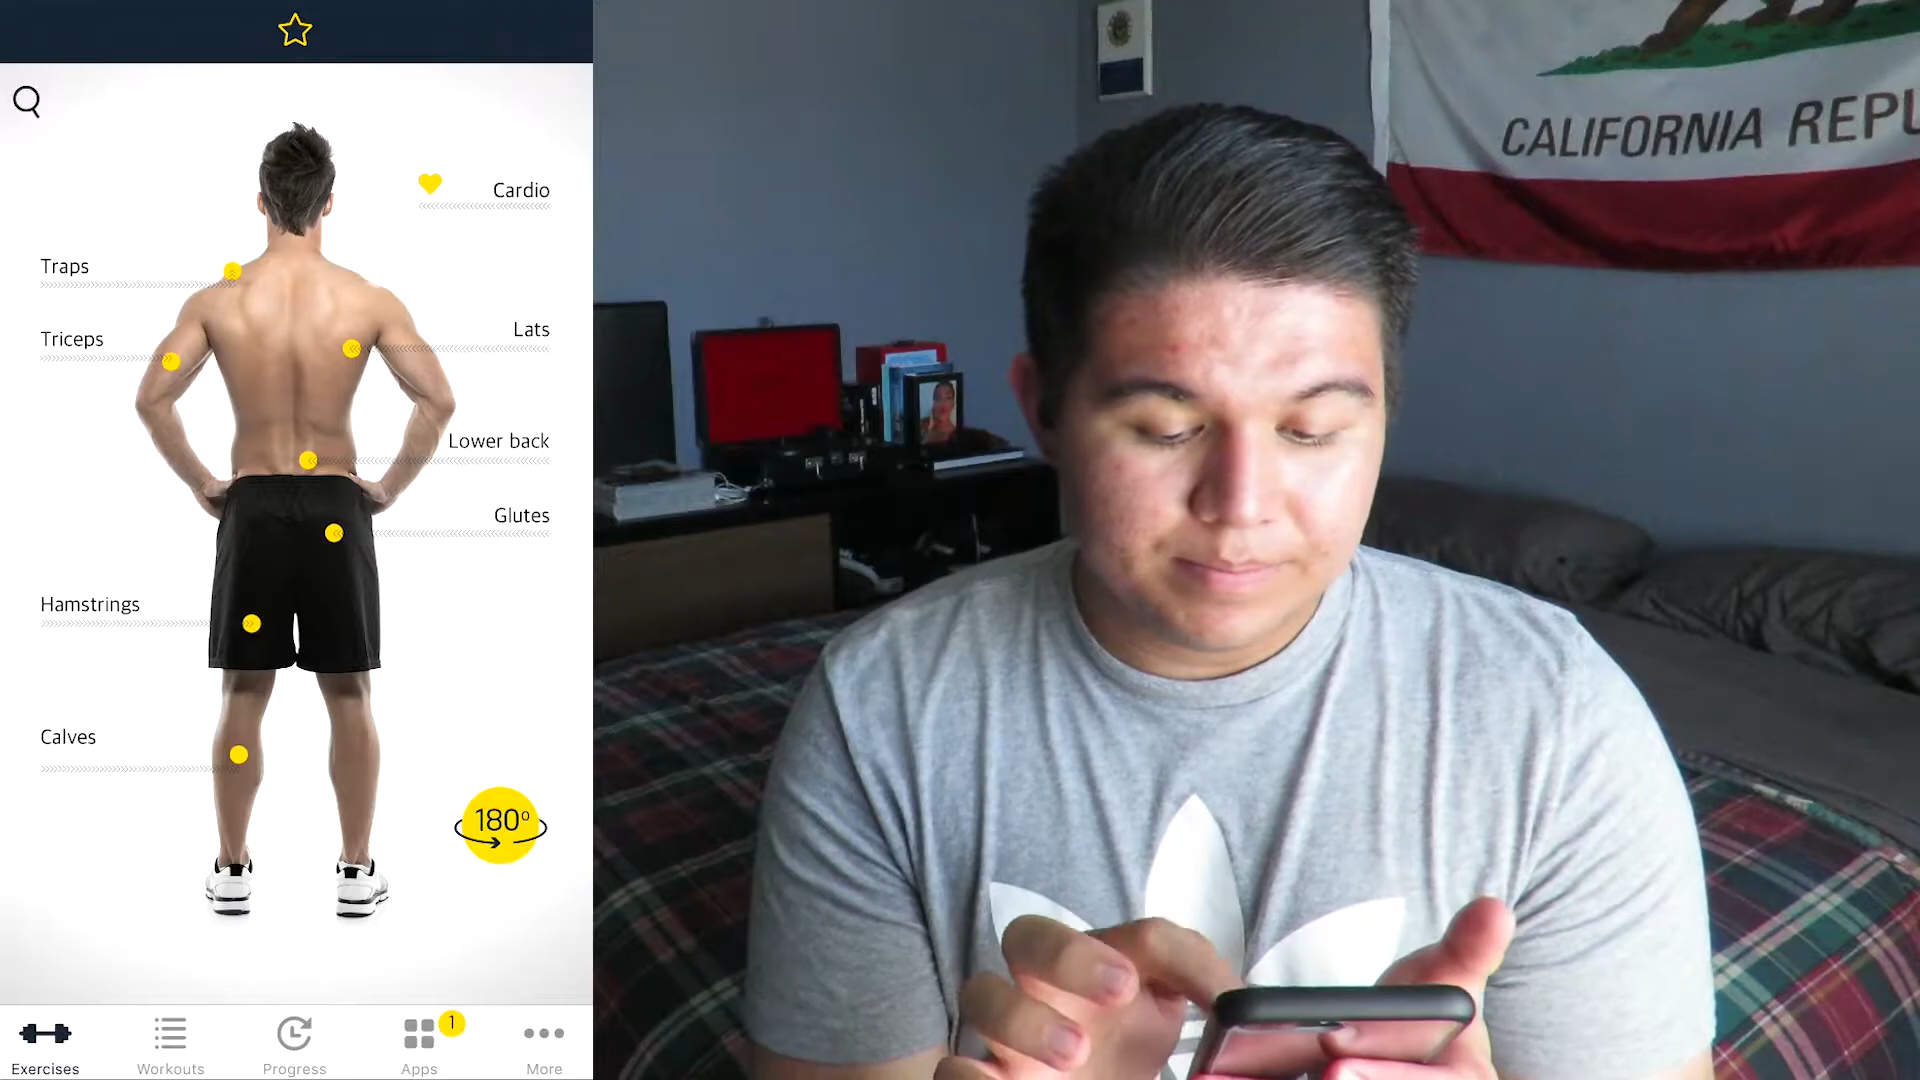 Cardio
Traps
Lats
Triceps
Lower back
Glutes
Hamstrings
Calves
180°
1
Exercises
Workouts
Progress
Apps
More
CALIFORNIA REPU